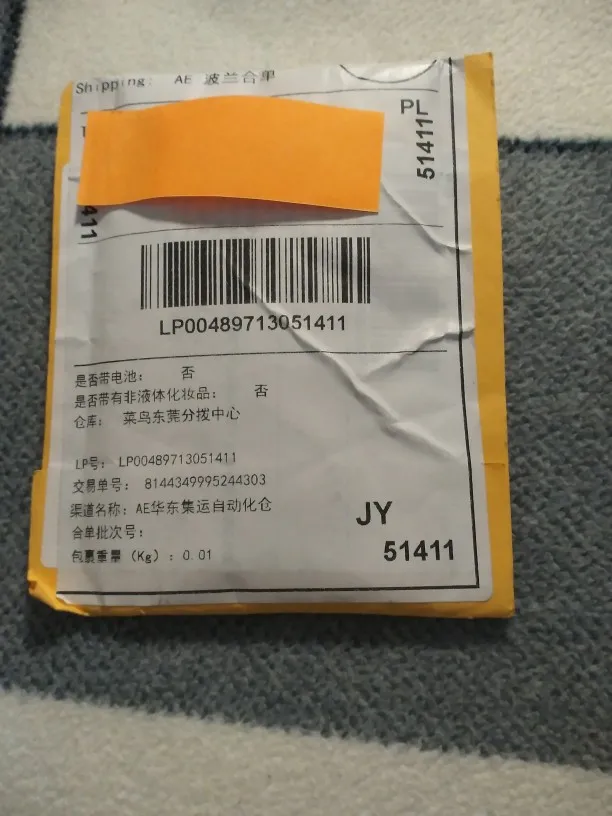 Shipping: AE 波兰合单
PL
51411
411
LP00489713051411
是否带电池： 否
是否带有非液体化妆品： 否
仓库： 菜鸟东莞分拨中心
LP号： LP00489713051411
交易单号： 8144349995244303
渠道名称：AE华东集运自动化仓
合单批次号：
包裹重量 (Kg) ：0.01
JY
51411